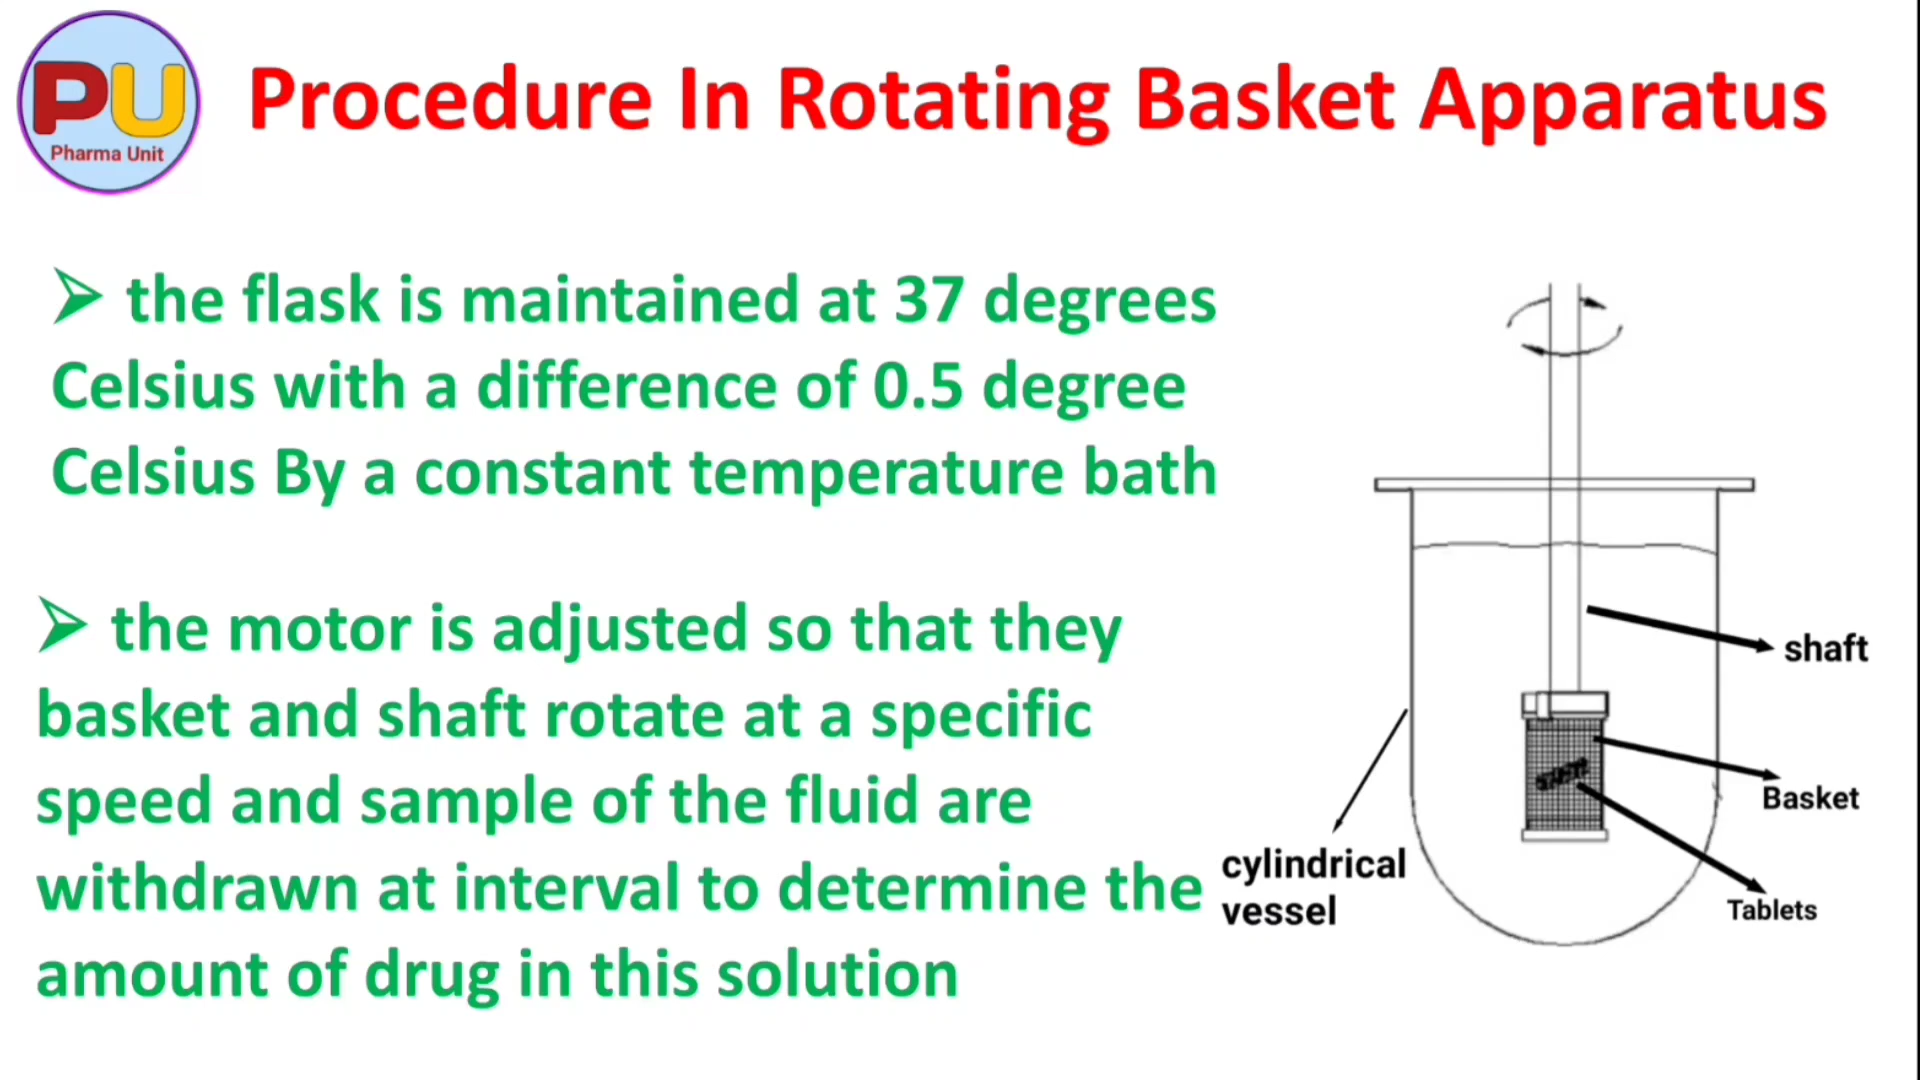 PU
Pharma Unit
Procedure In Rotating Basket Apparatus
➢ the flask is maintained at 37 degrees
Celsius with a difference of 0.5 degree
Celsius By a constant temperature bath
➢ the motor is adjusted so that they
basket and shaft rotate at a specific
speed and sample of the fluid are
withdrawn at interval to determine the
amount of drug in this solution
shaft
Basket
Tablets
cylindrical
vessel